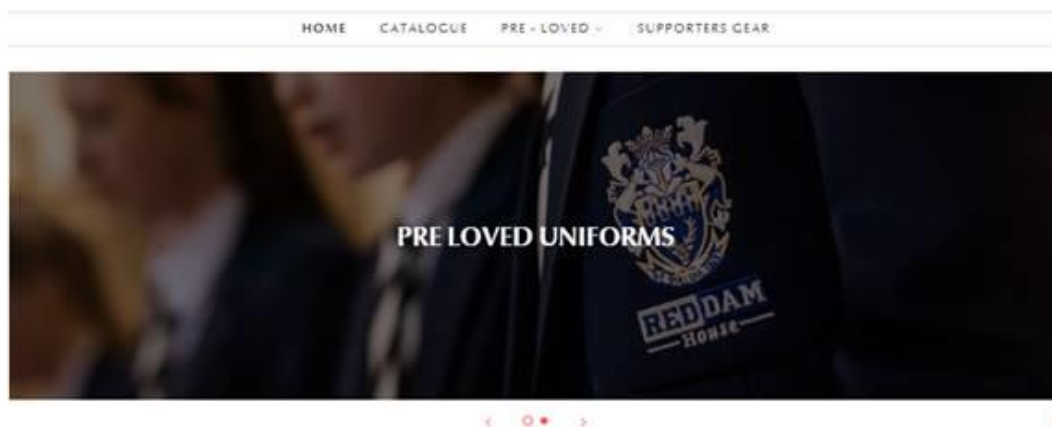 HOME CATALOGUE PRE - LOVED SUPPORTERS GEAR
PRE LOVED UNIFORMS
REDDAM
House